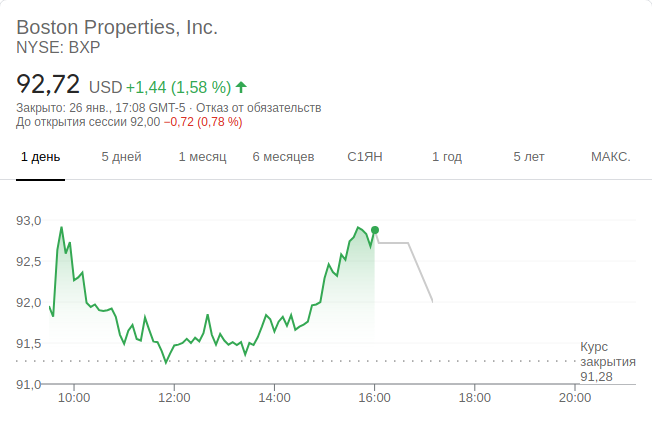 Boston Properties, Inc.
NYSE: BXP
92,72 USD +1,44 (1,58 %)
Закрыто: 26 янв., 17:08 GMT-5 · Отказ от обязательств
До открытия сессии 92,00 −0,72 (0,78 %)
1 день 5 дней 1 месяц 6 месяцев С1ЯН 1 год 5 лет МАКС.
93,0
92,5
92,0
91,5
Курс
закрытия
91,28
91,0
10:00 12:00 14:00 16:00 18:00 20:00